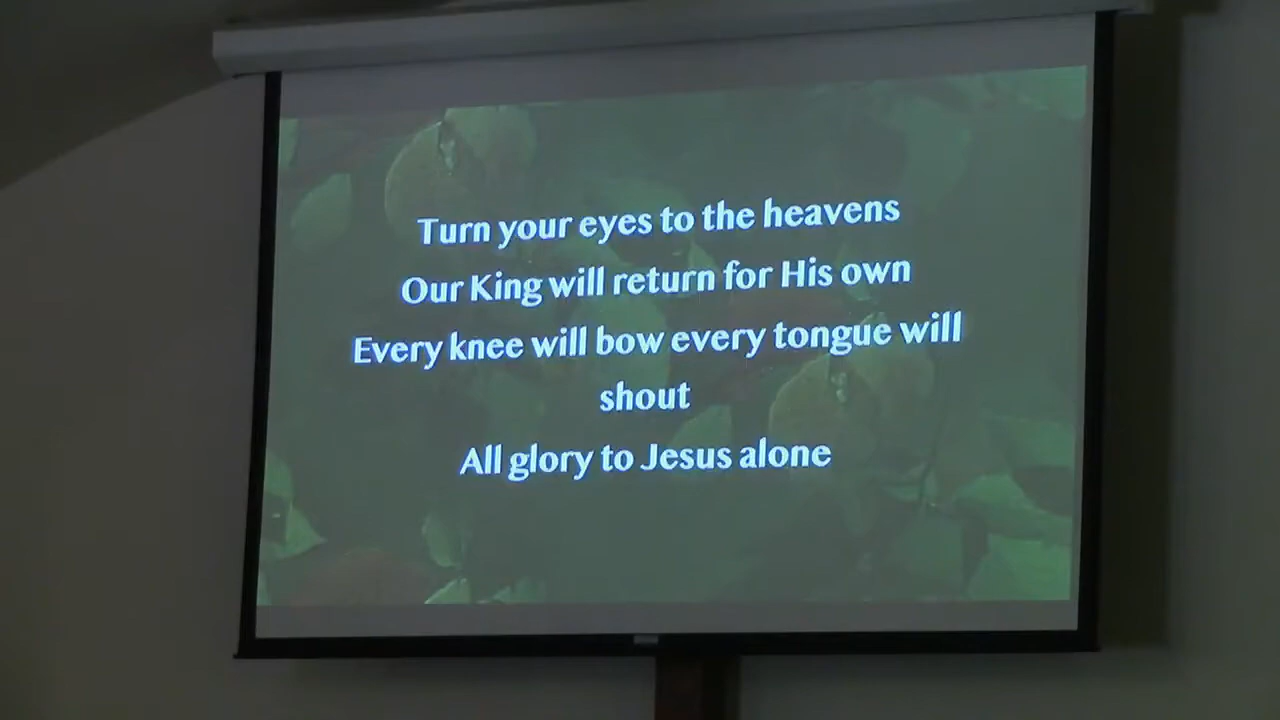 Turn your eyes to the heavens
Our King will return for His own
Every knee will bow every tongue will
shout
All glory to Jesus alone